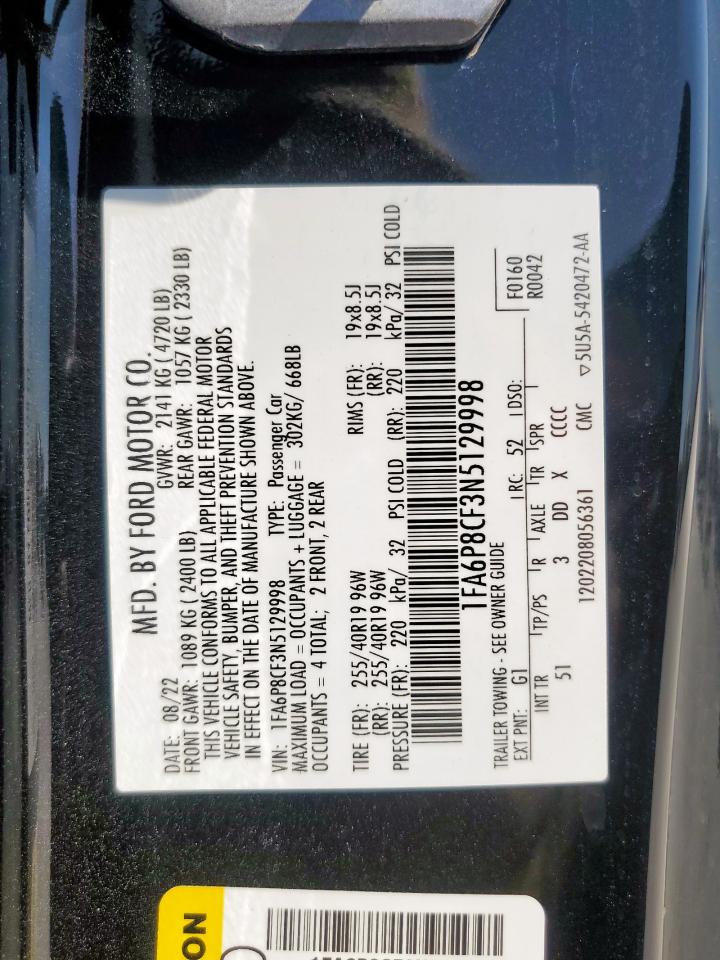 MFD. BY FORD MOTOR CO.
DATE: 08/22 GVWR: 2141 KG ( 4720 LB)
FRONT GAWR: 1089 KG ( 2400 LB) REAR GAWR: 1057 KG ( 2330 LB)
THIS VEHICLE CONFORMS TO ALL APPLICABLE FEDERAL MOTOR
VEHICLE SAFETY, BUMPER, AND THEFT PREVENTION STANDARDS
IN EFFECT ON THE DATE OF MANUFACTURE SHOWN ABOVE.
VIN: 1FA6P8CF3N5129998 TYPE: Passenger Car
MAXIMUM LOAD = OCCUPANTS + LUGGAGE = 302KG/ 668LB
OCCUPANTS = 4 TOTAL; 2 FRONT, 2 REAR
TIRE (FR): 255/40R19 96W RIMS (FR): 19x8.5J
(RR): 255/40R19 96W (RR): 19x8.5J
PRESSURE (FR): 220 kPa/ 32 PSI COLD (RR): 220 kPa/ 32 PSI COLD
1FA6P8CF3N5129998
TRAILER TOWING - SEE OWNER GUIDE
EXT PNT: G1 RC: 52 DSO: F0160
R0042
INT TR TP/PS R AXLE TR SPR
51 3 DD X CCCC
1202208056361 CMC ▽5U5A-5420472-AA
ON